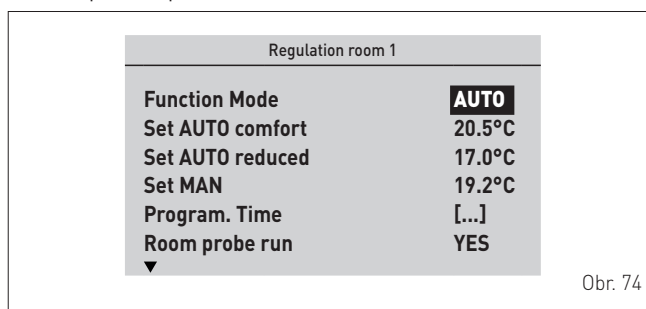 Regulation room 1
Function Mode AUTO
Set AUTO comfort 20.5°C
Set AUTO reduced 17.0°C
Set MAN 19.2°C
Program. Time [...]
Room probe run YES
▼
Obr. 74